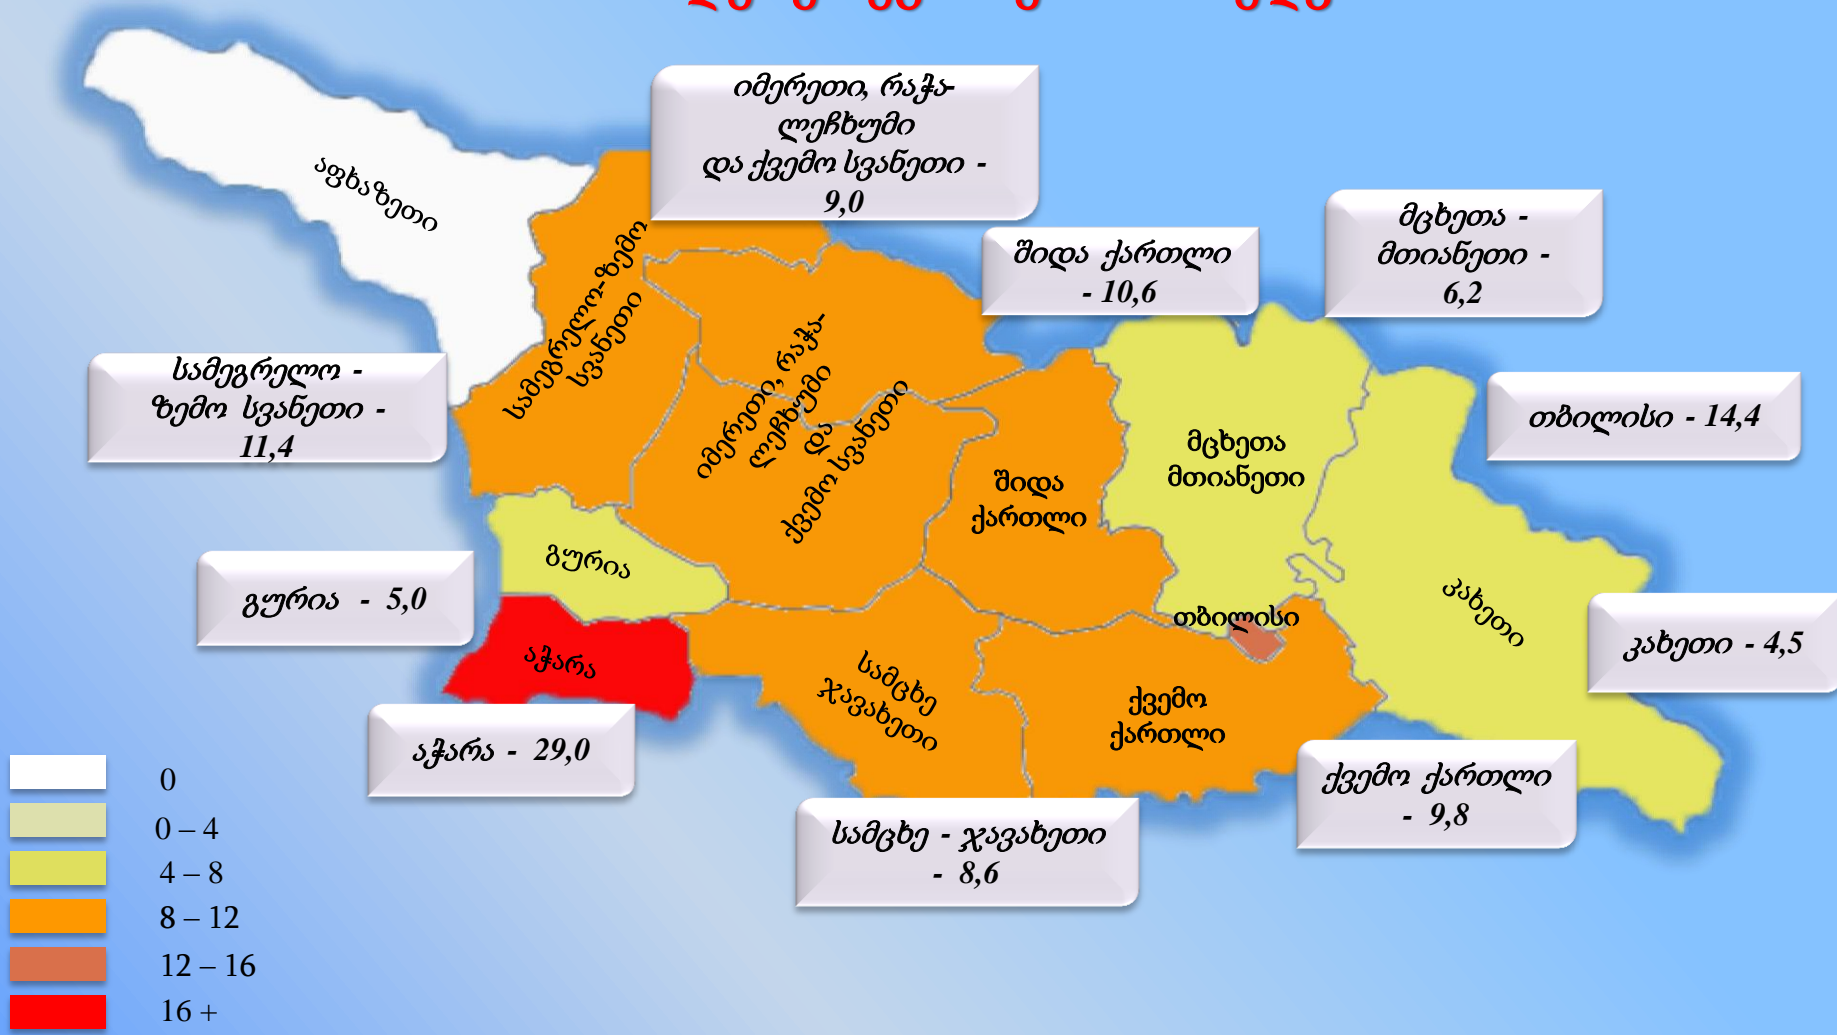 იმერეთი, რაჭა-
ლეჩხუმი
და ქვემო სვანეთი -
9,0
მცხეთა -
მთიანეთი -
6,2
შიდა ქართლი
- 10,6
აფხაზეთი
სამეგრელო-ზემო
სვანეთი
სამეგრელო -
ზემო სვანეთი -
11,4
იმერეთი, რაჭა-
ლეჩხუმი
და
ქვემო სვანეთი
თბილისი - 14,4
მცხეთა
მთიანეთი
შიდა
ქართლი
გურია
გურია - 5,0
კახეთი
თბილისი
კახეთი - 4,5
აჭარა
სამცხე
ჯავახეთი
ქვემო
ქართლი
აჭარა - 29,0
ქვემო ქართლი
- 9,8
სამცხე - ჯავახეთი
- 8,6
0
0 – 4
4 – 8
8 – 12
12 – 16
16 +